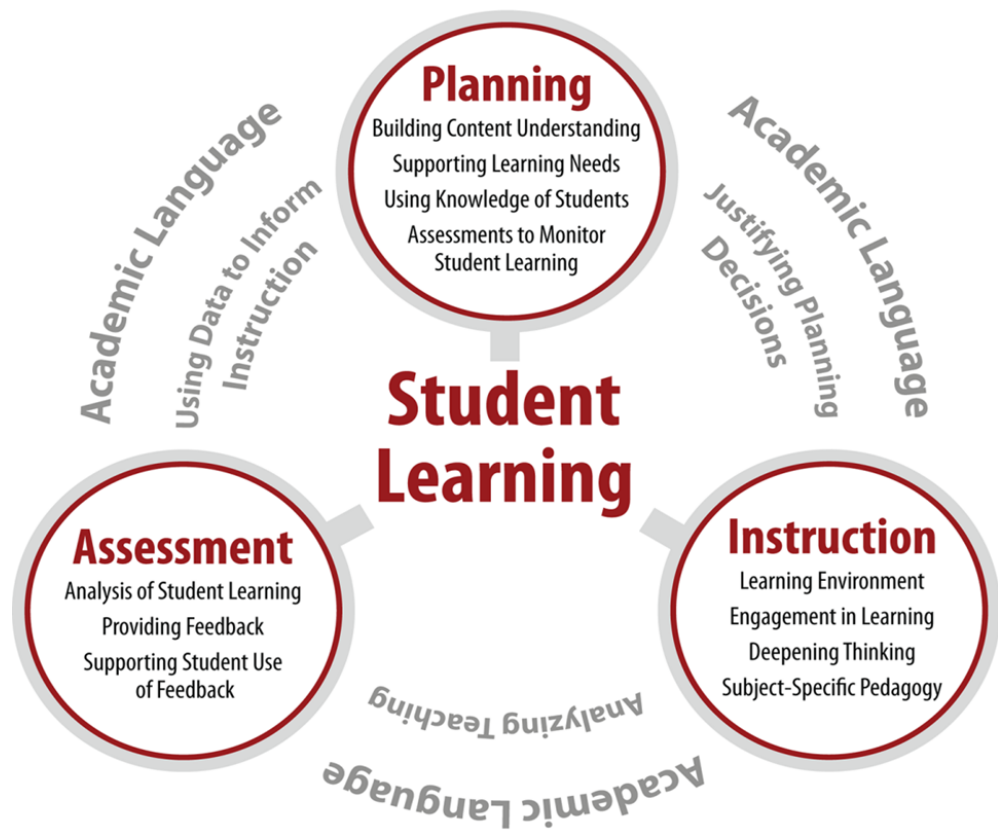 Planning
Building Content Understanding
Supporting Learning Needs
Using Knowledge of Students
Assessments to Monitor
Student Learning
Academic Language
Using Data to Inform
Instruction
Academic Language
Justifying Planning
Decisions
Student
Learning
Assessment
Analysis of Student Learning
Providing Feedback
Supporting Student Use
of Feedback
Instruction
Learning Environment
Engagement in Learning
Deepening Thinking
Subject-Specific Pedagogy
Analyzing Teaching
Academic Language